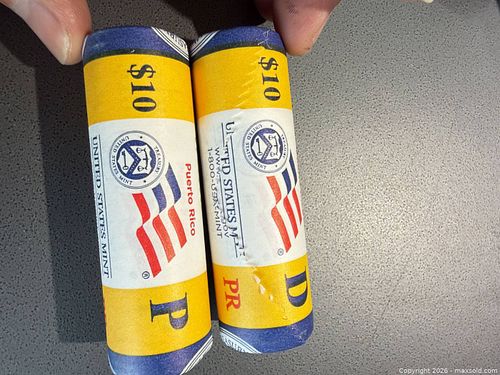 $10
UNITED STATES MINT
Puerto Rico
P
$10
UNITED STATES M
1-800-USA-MINT
PR
D
Copyright 2026 - maxsold.com